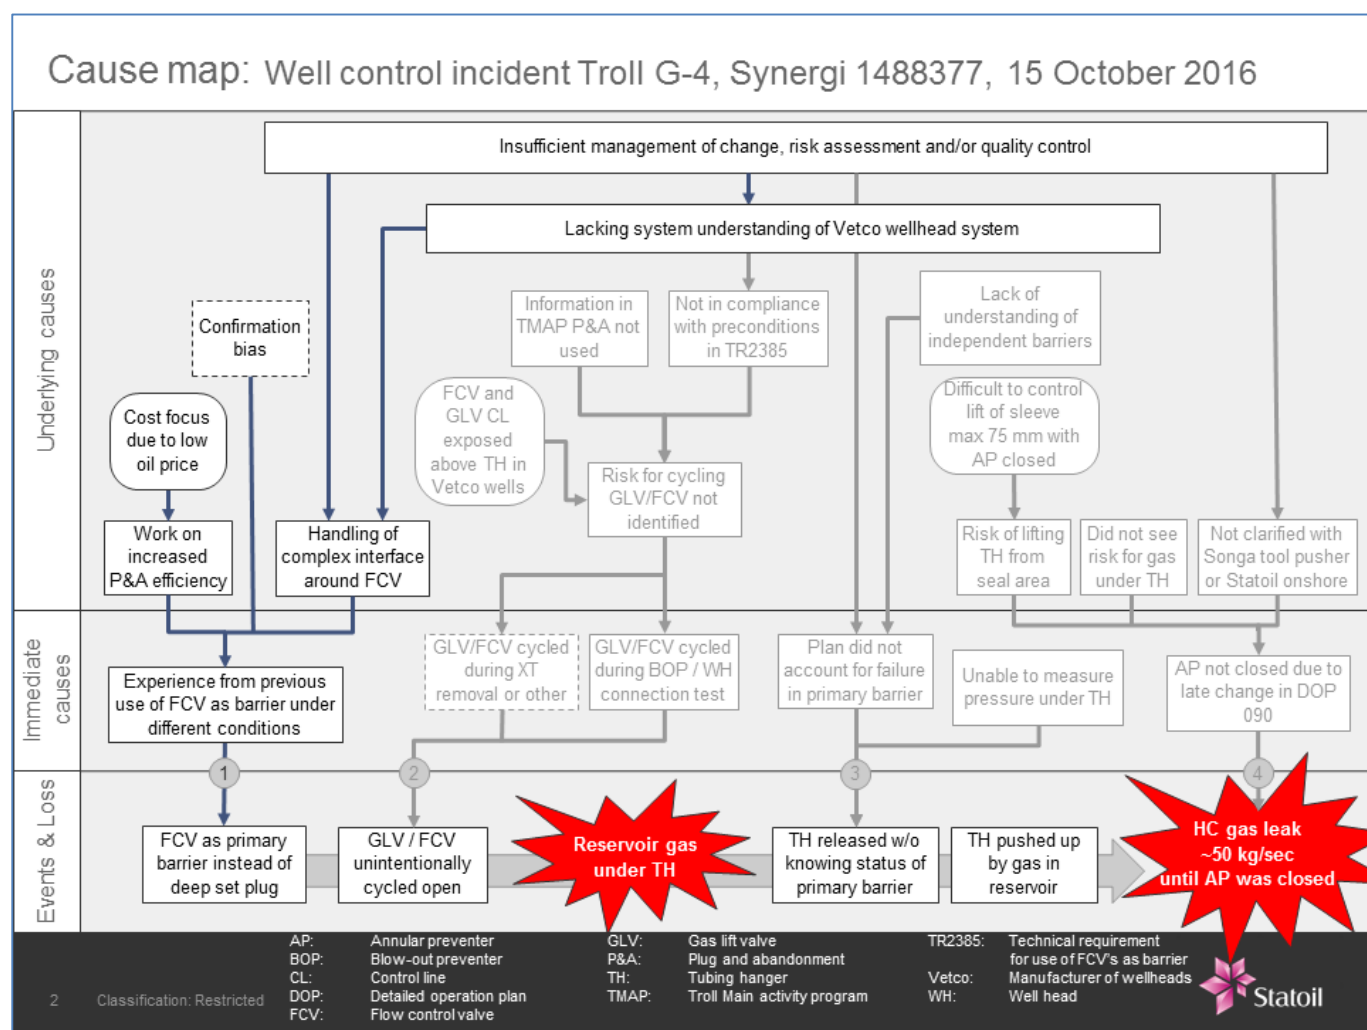 Cause map: Well control incident Troll G-4, Synergi 1488377, 15 October 2016
Underlying causes
Insufficient management of change, risk assessment and/or quality control
Lacking system understanding of Vetco wellhead system
Confirmation
bias
Information in
TMAP P&A not
used
Not in compliance
with preconditions
in TR2385
Lack of
understanding of
independent barriers
Cost focus
due to low
oil price
FCV and
GLV CL
exposed
above TH in
Vetco wells
Difficult to control
lift of sleeve
max 75 mm with
AP closed
Risk for cycling
GLV/FCV not
identified
Work on
increased
P&A efficiency
Handling of
complex interface
around FCV
Risk of lifting
TH from
seal area
Did not see
risk for gas
under TH
Not clarified with
Songa tool pusher
or Statoil onshore
Immediate
causes
Experience from previous
use of FCV as barrier under
different conditions
GLV/FCV cycled
during XT
removal or other
GLV/FCV cycled
during BOP / WH
connection test
Plan did not
account for failure
in primary barrier
Unable to measure
pressure under TH
AP not closed due to
late change in DOP
090
1
2
3
4
Events & Loss
FCV as primary
barrier instead of
deep set plug
GLV / FCV
unintentionally
cycled open
Reservoir gas
under TH
TH released w/o
knowing status of
primary barrier
TH pushed up
by gas in
reservoir
HC gas leak
~50 kg/sec
until AP was closed
AP: Annular preventer
BOP: Blow-out preventer
CL: Control line
DOP: Detailed operation plan
FCV: Flow control valve
GLV: Gas lift valve
P&A: Plug and abandonment
TH: Tubing hanger
TMAP: Troll Main activity program
TR2385: Technical requirement
for use of FCV's as barrier
Vetco: Manufacturer of wellheads
WH: Well head
2 Classification: Restricted
Statoil